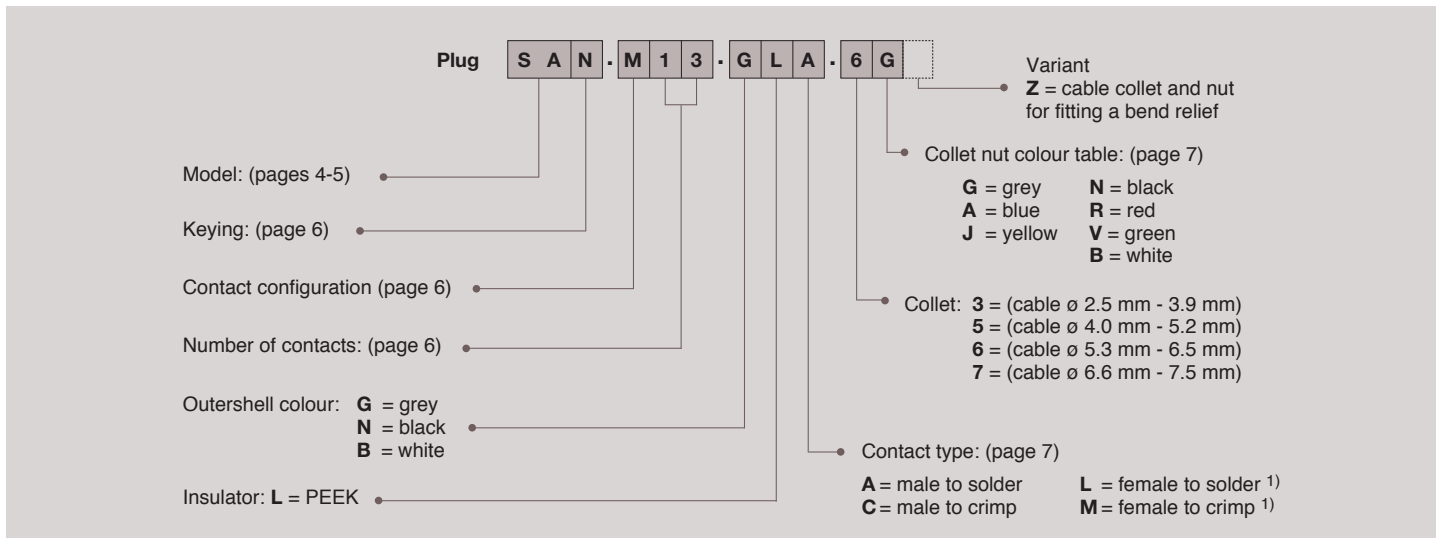 Plug S A N . M 1 3 . G L A . 6 G
Variant
Z = cable collet and nut
for fitting a bend relief
Collet nut colour table: (page 7)
G = grey N = black
A = blue R = red
J = yellow V = green
B = white
Model: (pages 4-5)
Keying: (page 6)
Contact configuration (page 6)
Number of contacts: (page 6)
Collet: 3 = (cable ø 2.5 mm - 3.9 mm)
5 = (cable ø 4.0 mm - 5.2 mm)
6 = (cable ø 5.3 mm - 6.5 mm)
7 = (cable ø 6.6 mm - 7.5 mm)
Outershell colour: G = grey
N = black
B = white
Insulator: L = PEEK
Contact type: (page 7)
A = male to solder L = female to solder 1)
C = male to crimp M = female to crimp 1)